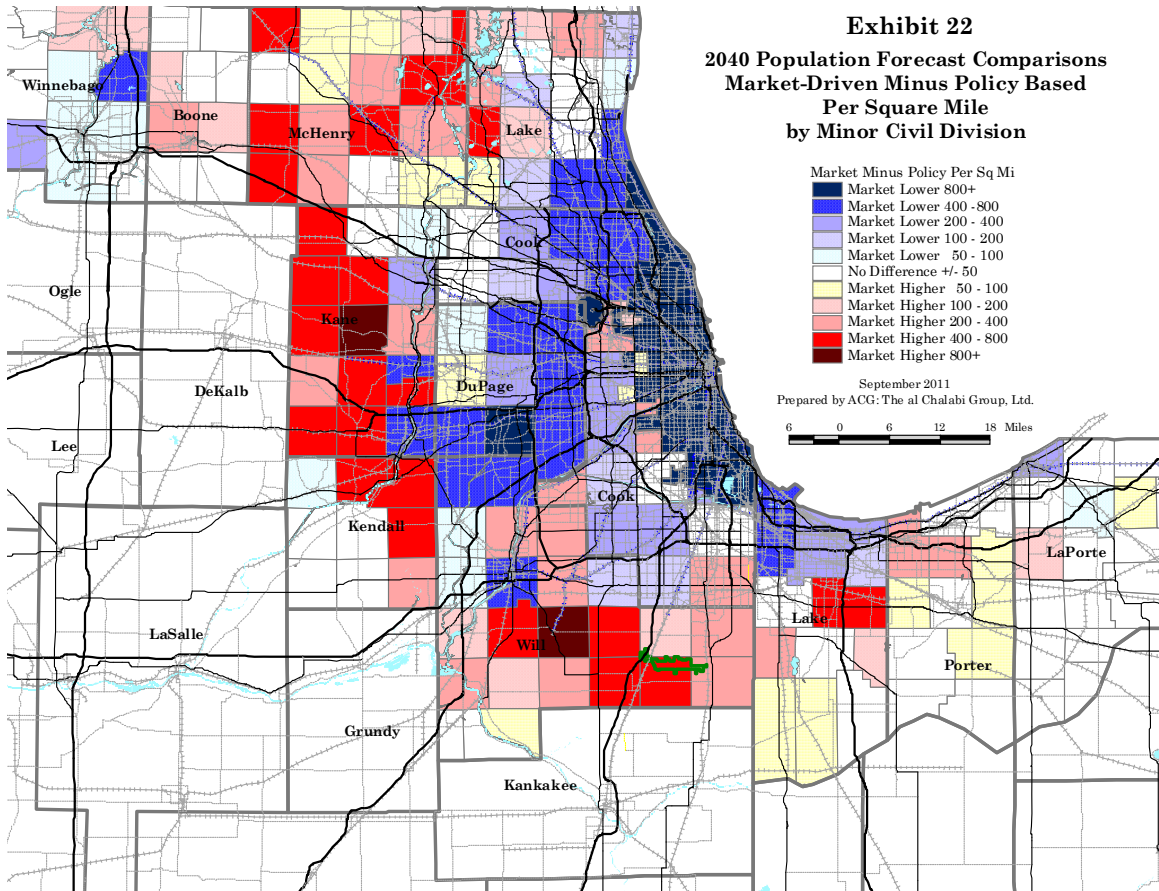 Exhibit 22
2040 Population Forecast Comparisons
Market-Driven Minus Policy Based
Per Square Mile
by Minor Civil Division
Market Minus Policy Per Sq Mi
Market Lower 800+
Market Lower 400 -800
Market Lower 200 - 400
Market Lower 100 - 200
Market Lower 50 - 100
No Difference +/- 50
Market Higher 50 - 100
Market Higher 100 - 200
Market Higher 200 - 400
Market Higher 400 - 800
Market Higher 800+
September 2011
Prepared by ACG: The al Chalabi Group, Ltd.
6 0 6 12 18 Miles
Winnebago
Boone
McHenry
Lake
Cook
Ogle
Kane
DeKalb
DuPage
Lee
Cook
Kendall
LaPorte
LaSalle
Will
Lake
Porter
Grundy
Kankakee